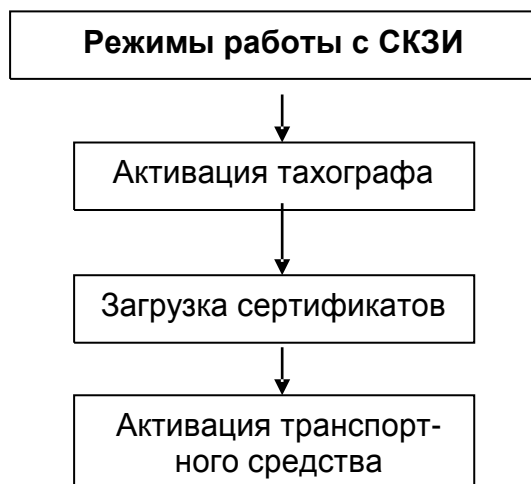 Режимы работы с СКЗИ
Активация тахографа
Загрузка сертификатов
Активация транспорт-
ного средства